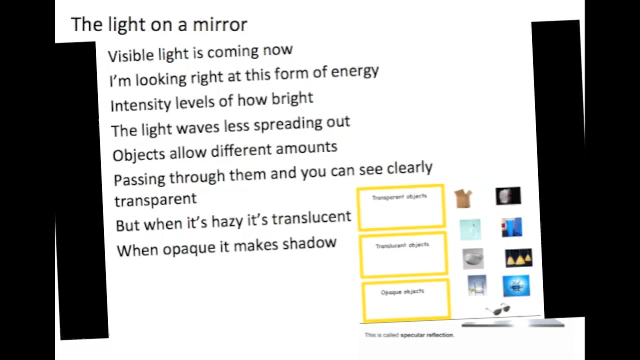 The light on a mirror
Visible light is coming now
I'm looking right at this form of energy
Intensity levels of how bright
The light waves less spreading out
Objects allow different amounts
Passing through them and you can see clearly
transparent
But when it's hazy it's translucent
When opaque it makes shadow
Transparent objects
Translucent objects
Opaque objects
This is called specular reflection.